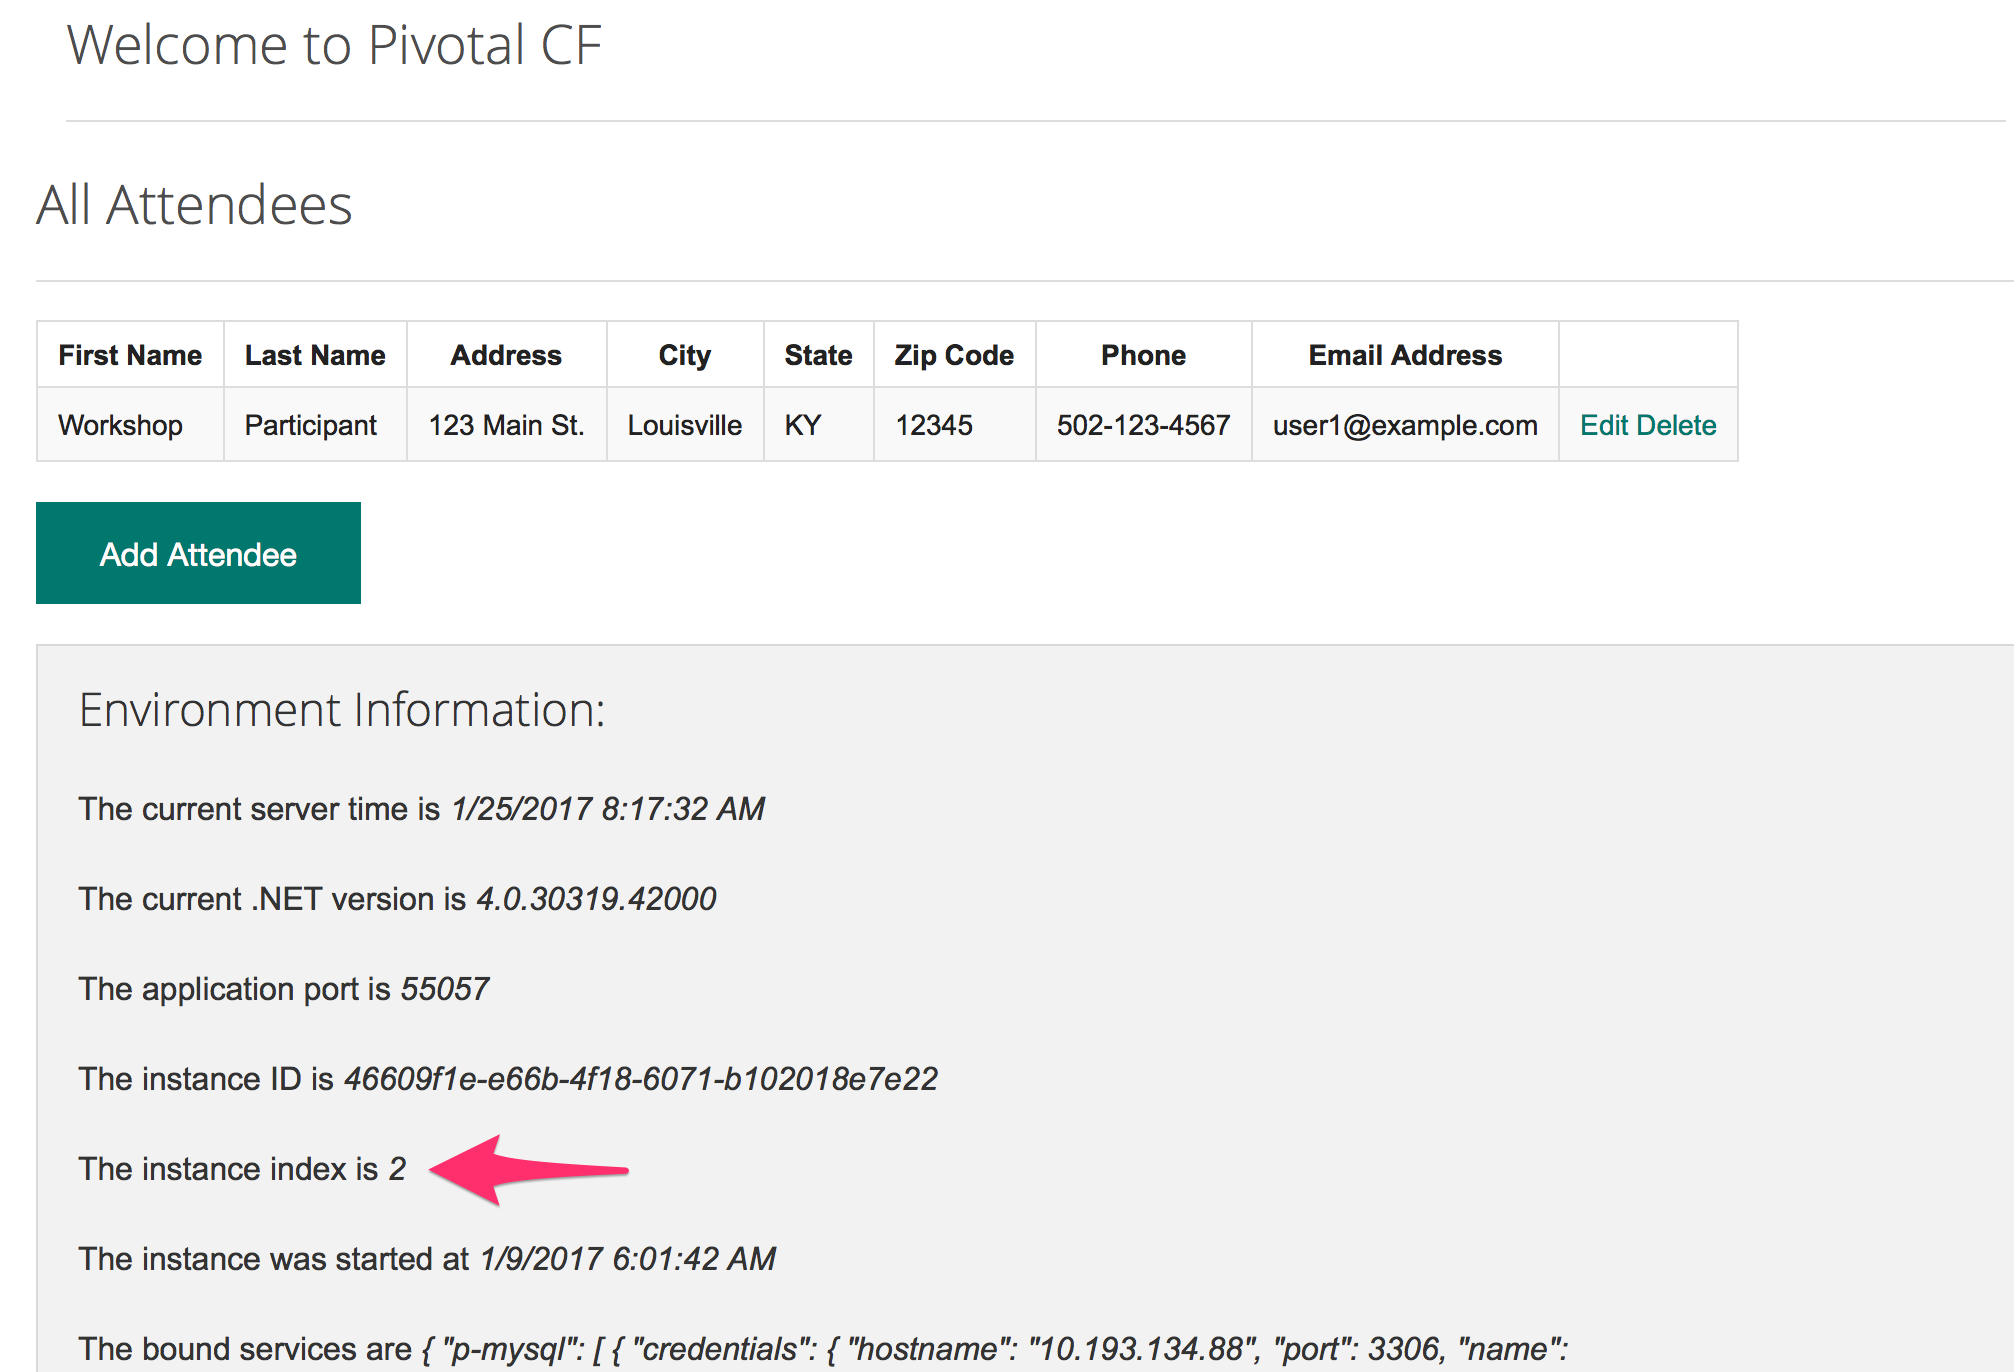 Welcome to Pivotal CF
All Attendees
First Name Last Name Address City State Zip Code Phone Email Address
Workshop Participant 123 Main St. Louisville KY 12345 502-123-4567 user1@example.com Edit Delete
Add Attendee
Environment Information:
The current server time is 1/25/2017 8:17:32 AM
The current .NET version is 4.0.30319.42000
The application port is 55057
The instance ID is 46609f1e-e66b-4f18-6071-b102018e7e22
The instance index is 2
The instance was started at 1/9/2017 6:01:42 AM
The bound services are { "p-mysql": [ { "credentials": { "hostname": "10.193.134.88", "port": 3306, "name":